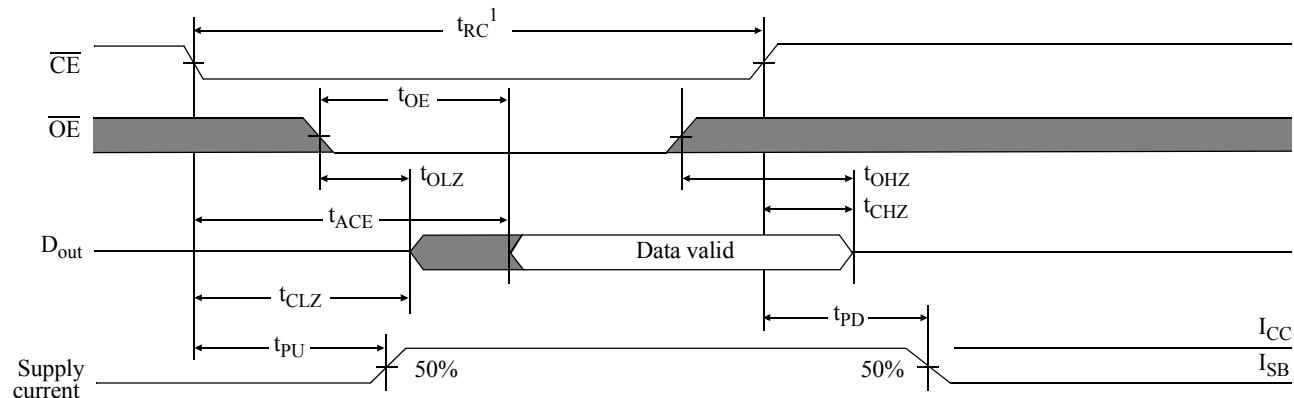 tRC1
CE
tOE
OE
tOLZ
tOHZ
tACE
tCHZ
Dout
Data valid
tCLZ
tPD
tPU
ICC
50%
50%
ISB
Supply
current